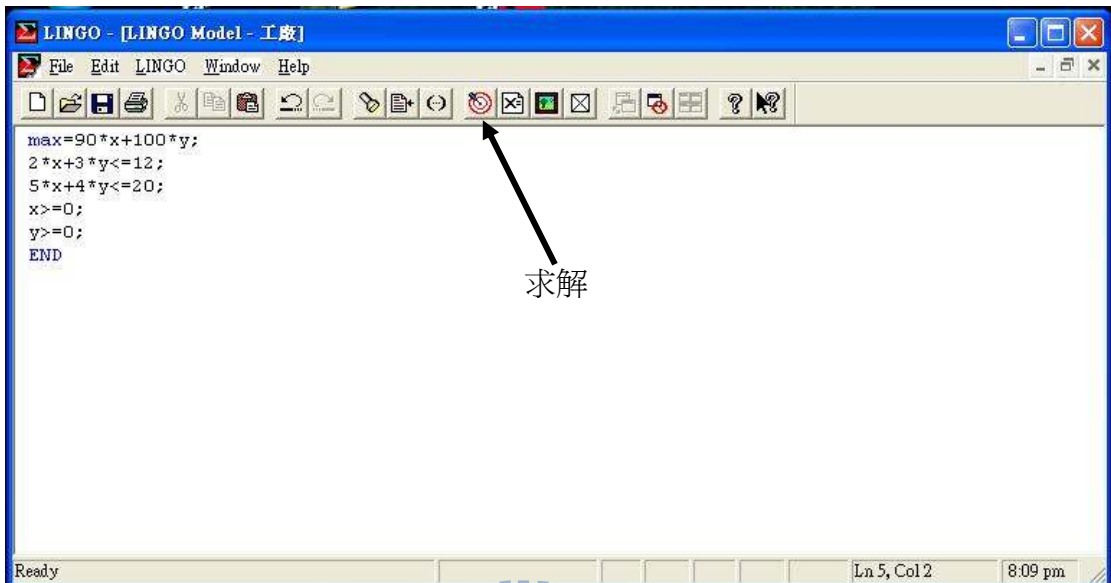 LINGO - [LINGO Model - 工廠]
File Edit LINGO Window Help
max=90*x+100*y;
2*x+3*y<=12;
5*x+4*y<=20;
x>=0;
y>=0;
END
求解
Ready Ln 5, Col 2 8:09 pm